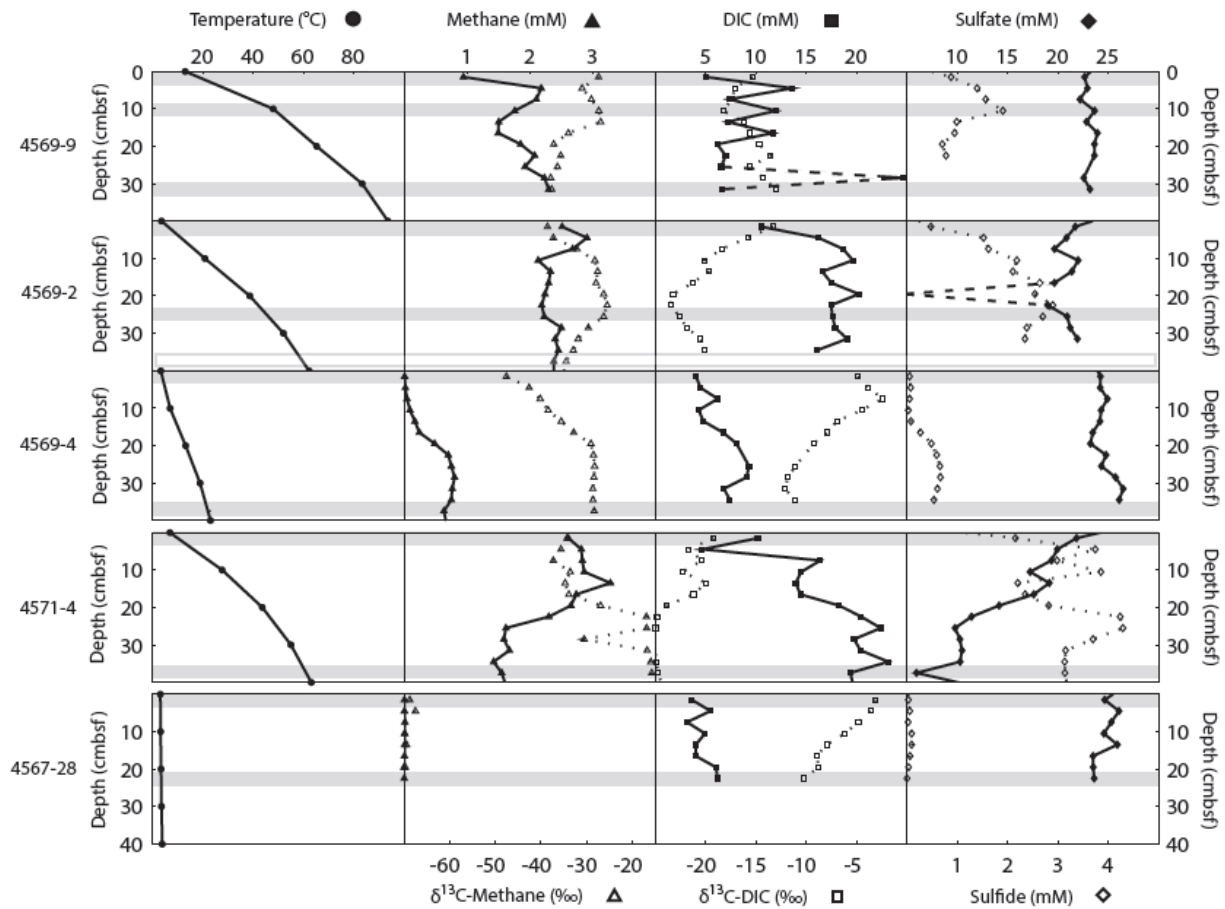 Temperature (°C) ● Methane (mM) ▲ DIC (mM) ■ Sulfate (mM) ◆
20 40 60 80 1 2 3 5 10 15 20 10 15 20 25
4569-9
Depth (cmbsf)
0
10
20
30
0
10
20
30
Depth (cmbsf)
4569-2
Depth (cmbsf)
10
20
30
10
20
30
Depth (cmbsf)
4569-4
Depth (cmbsf)
10
20
30
10
20
30
Depth (cmbsf)
4571-4
Depth (cmbsf)
10
20
30
10
20
30
Depth (cmbsf)
4567-28
Depth (cmbsf)
10
20
30
40
10
20
30
40
Depth (cmbsf)
-60 -50 -40 -30 -20 -20 -15 -10 -5 1 2 3 4
δ¹³C-Methane (‰) △ δ¹³C-DIC (‰) □ Sulfide (mM) ◇